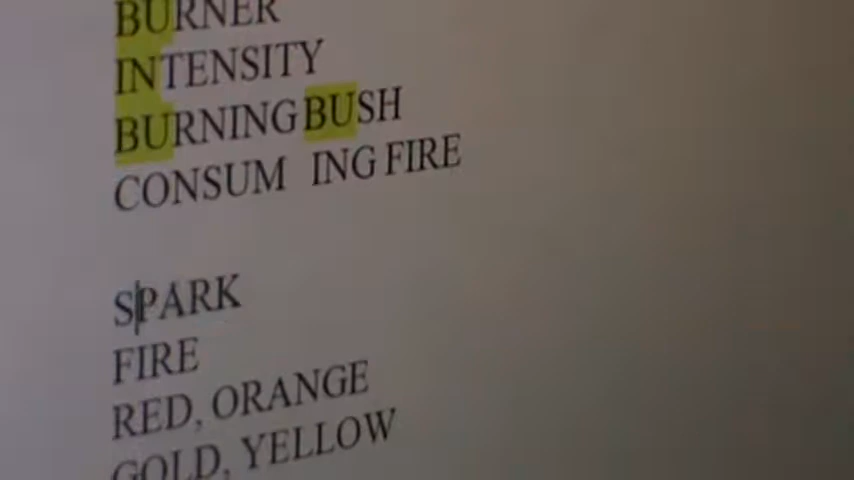 BURNER
INTENSITY
BURNING BUSH
CONSUM ING FIRE
SPARK
FIRE
RED, ORANGE
GOLD, YELLOW